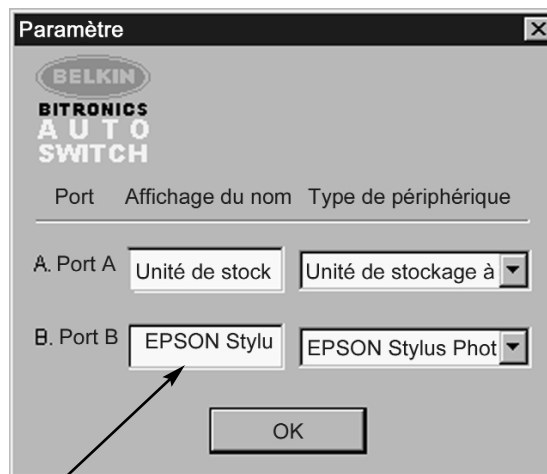 Paramètre
BELKIN
BITRONICS
AUTO
SWITCH
Port Affichage du nom Type de périphérique
A. Port A Unité de stock Unité de stockage à
B. Port B EPSON Stylu EPSON Stylus Phot
OK